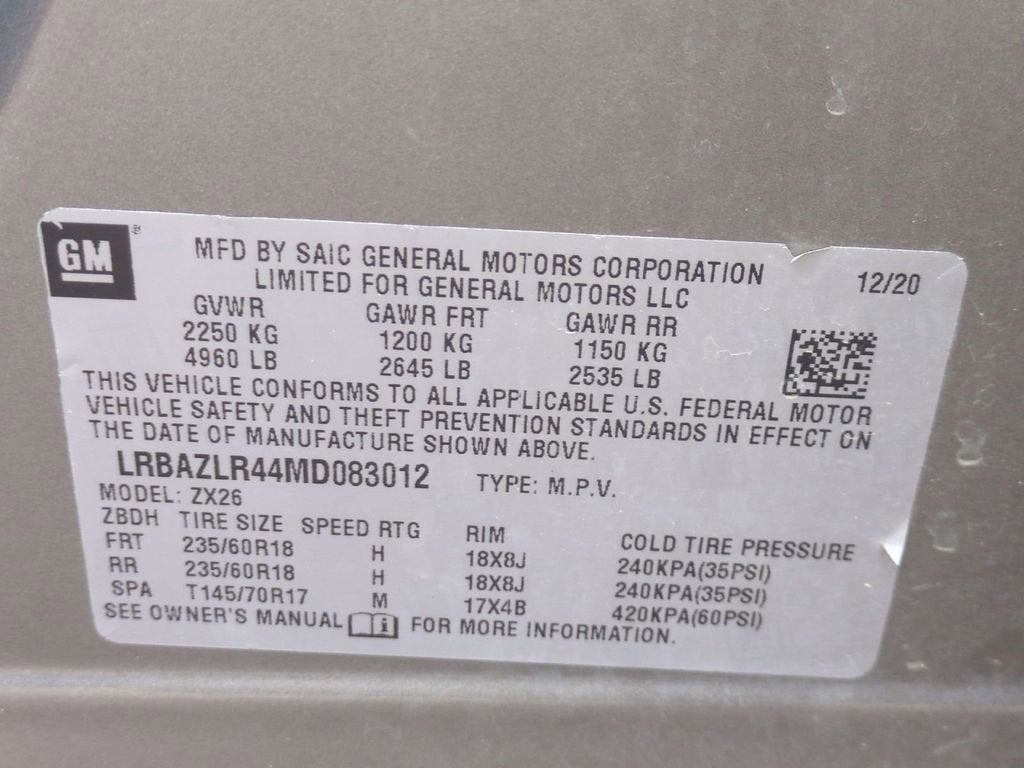 GM ®
MFD BY SAIC GENERAL MOTORS CORPORATION 12/20
LIMITED FOR GENERAL MOTORS LLC
GVWR GAWR FRT GAWR RR
2250 KG 1200 KG 1150 KG
4960 LB 2645 LB 2535 LB
THIS VEHICLE CONFORMS TO ALL APPLICABLE U.S. FEDERAL MOTOR
VEHICLE SAFETY AND THEFT PREVENTION STANDARDS IN EFFECT ON
THE DATE OF MANUFACTURE SHOWN ABOVE.
LRBAZLR44MD083012 TYPE: M.P.V.
MODEL: ZX26
ZBDH TIRE SIZE SPEED RTG RIM COLD TIRE PRESSURE
FRT 235/60R18 H 18X8J 240KPA(35PSI)
RR 235/60R18 H 18X8J 240KPA(35PSI)
SPA T145/70R17 M 17X4B 420KPA(60PSI)
SEE OWNER'S MANUAL i FOR MORE INFORMATION.